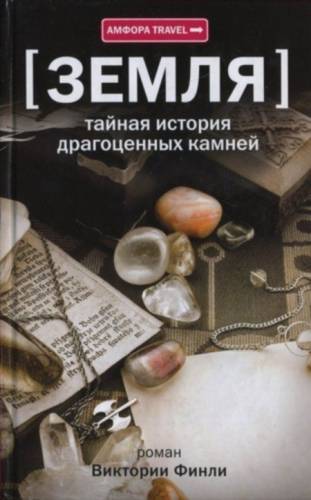 АМФОРА TRAVEL ➡
[ЗЕМЛЯ]
тайная история
драгоценных камней
роман
Виктории Финли